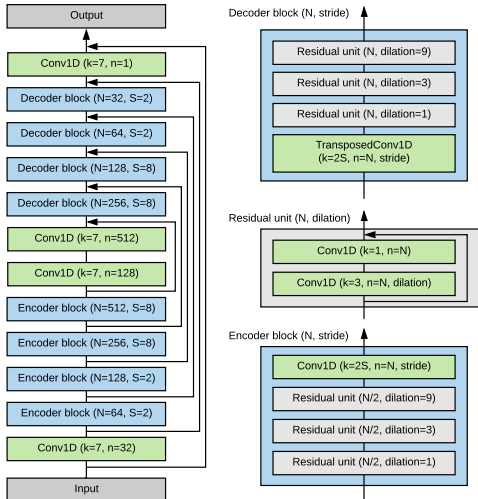 Output
Conv1D (k=7, n=1)
Decoder block (N=32, S=2)
Decoder block (N=64, S=2)
Decoder block (N=128, S=8)
Decoder block (N=256, S=8)
Conv1D (k=7, n=512)
Conv1D (k=7, n=128)
Encoder block (N=512, S=8)
Encoder block (N=256, S=8)
Encoder block (N=128, S=2)
Encoder block (N=64, S=2)
Conv1D (k=7, n=32)
Input
Decoder block (N, stride)
Residual unit (N, dilation=9)
Residual unit (N, dilation=3)
Residual unit (N, dilation=1)
TransposedConv1D
(k=2S, n=N, stride)
Residual unit (N, dilation)
Conv1D (k=1, n=N)
Conv1D (k=3, n=N, dilation)
Encoder block (N, stride)
Conv1D (k=2S, n=N, stride)
Residual unit (N/2, dilation=9)
Residual unit (N/2, dilation=3)
Residual unit (N/2, dilation=1)